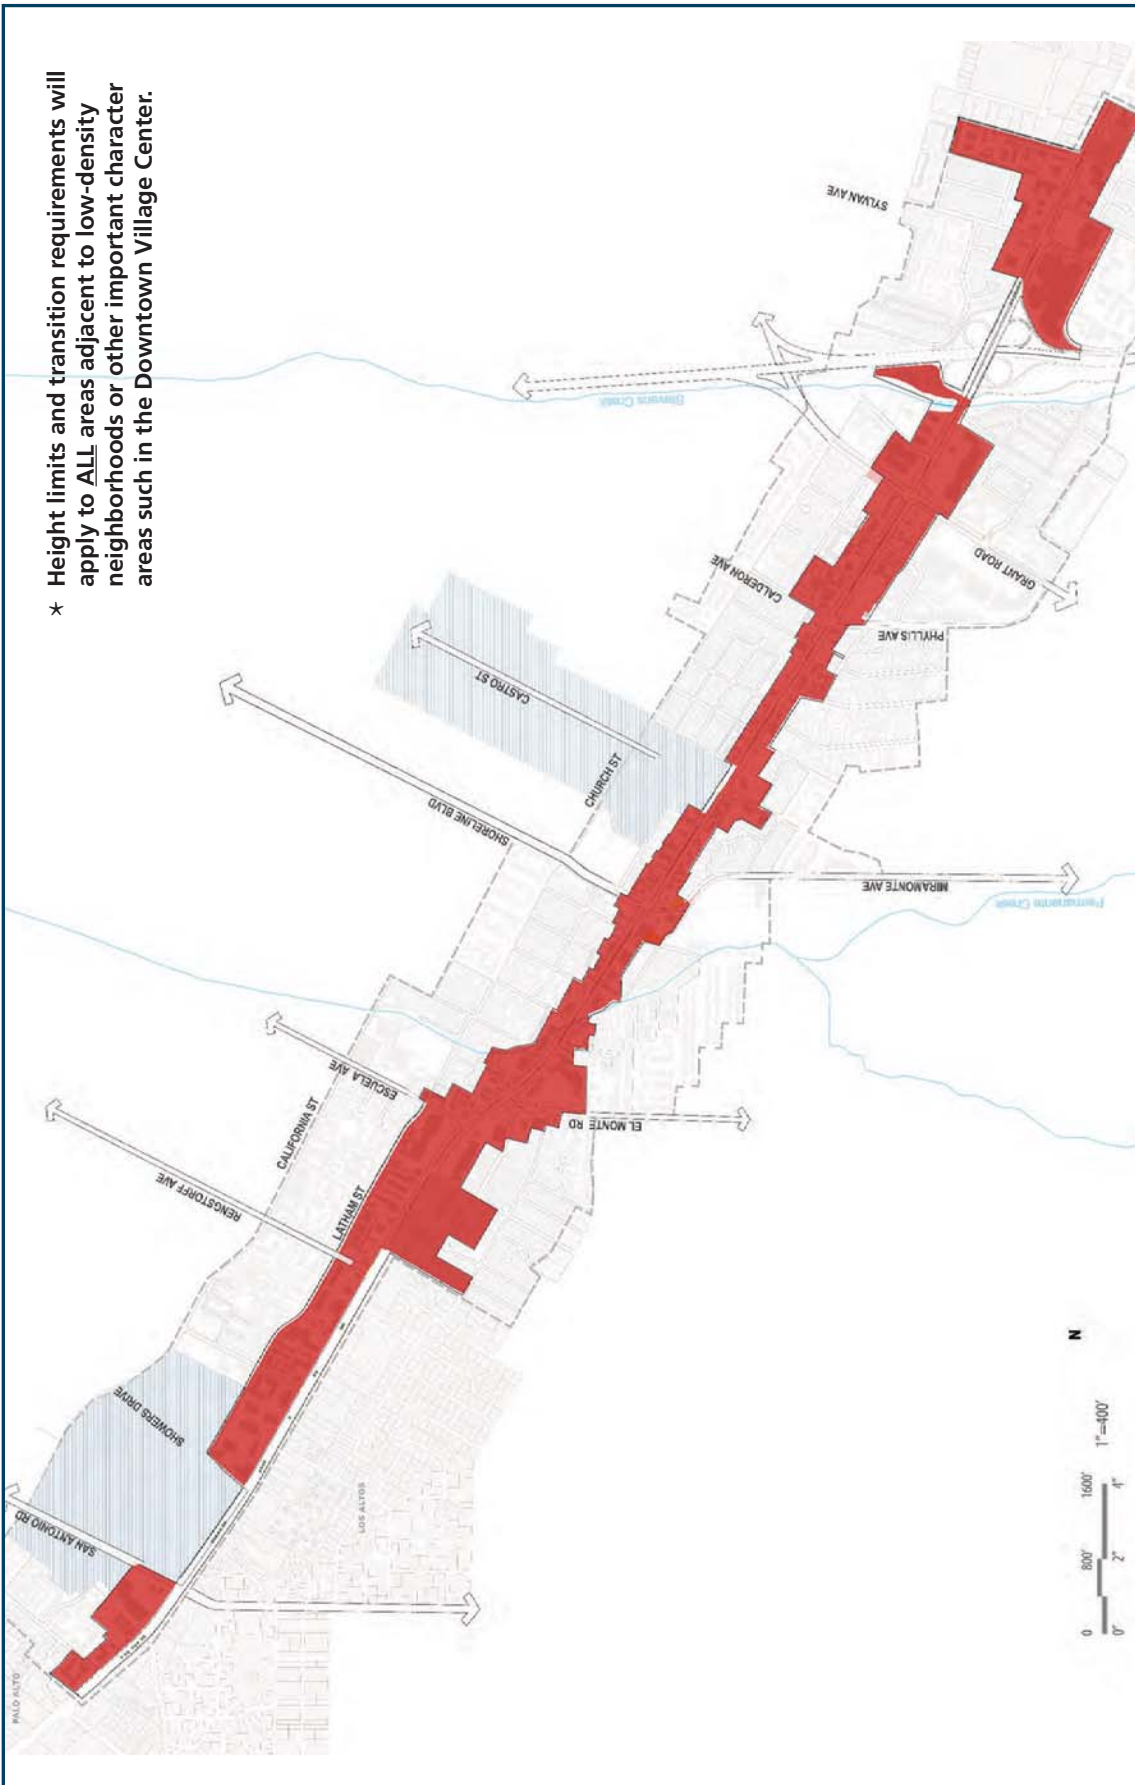 * Height limits and transition requirements will
apply to ALL areas adjacent to low-density
neighborhoods or other important character
areas such in the Downtown Village Center.
PALO ALTO
SAN ANTONIO RD
SHOWERS DRIVE
LOS ALTOS
RENGSTORFF AVE
CALIFORNIA ST
LATHAM ST
ESCUELA AVE
EL MONTE RD
SHORELINE BLVD
CHURCH ST
CASTRO ST
MIRAMONTE AVE
Permanente Creek
CALDERON AVE
PHYLLIS AVE
GRANT ROAD
Stevens Creek
SYLVAN AVE
0 800' 1600'
0" 2" 4"
1"=400'
N